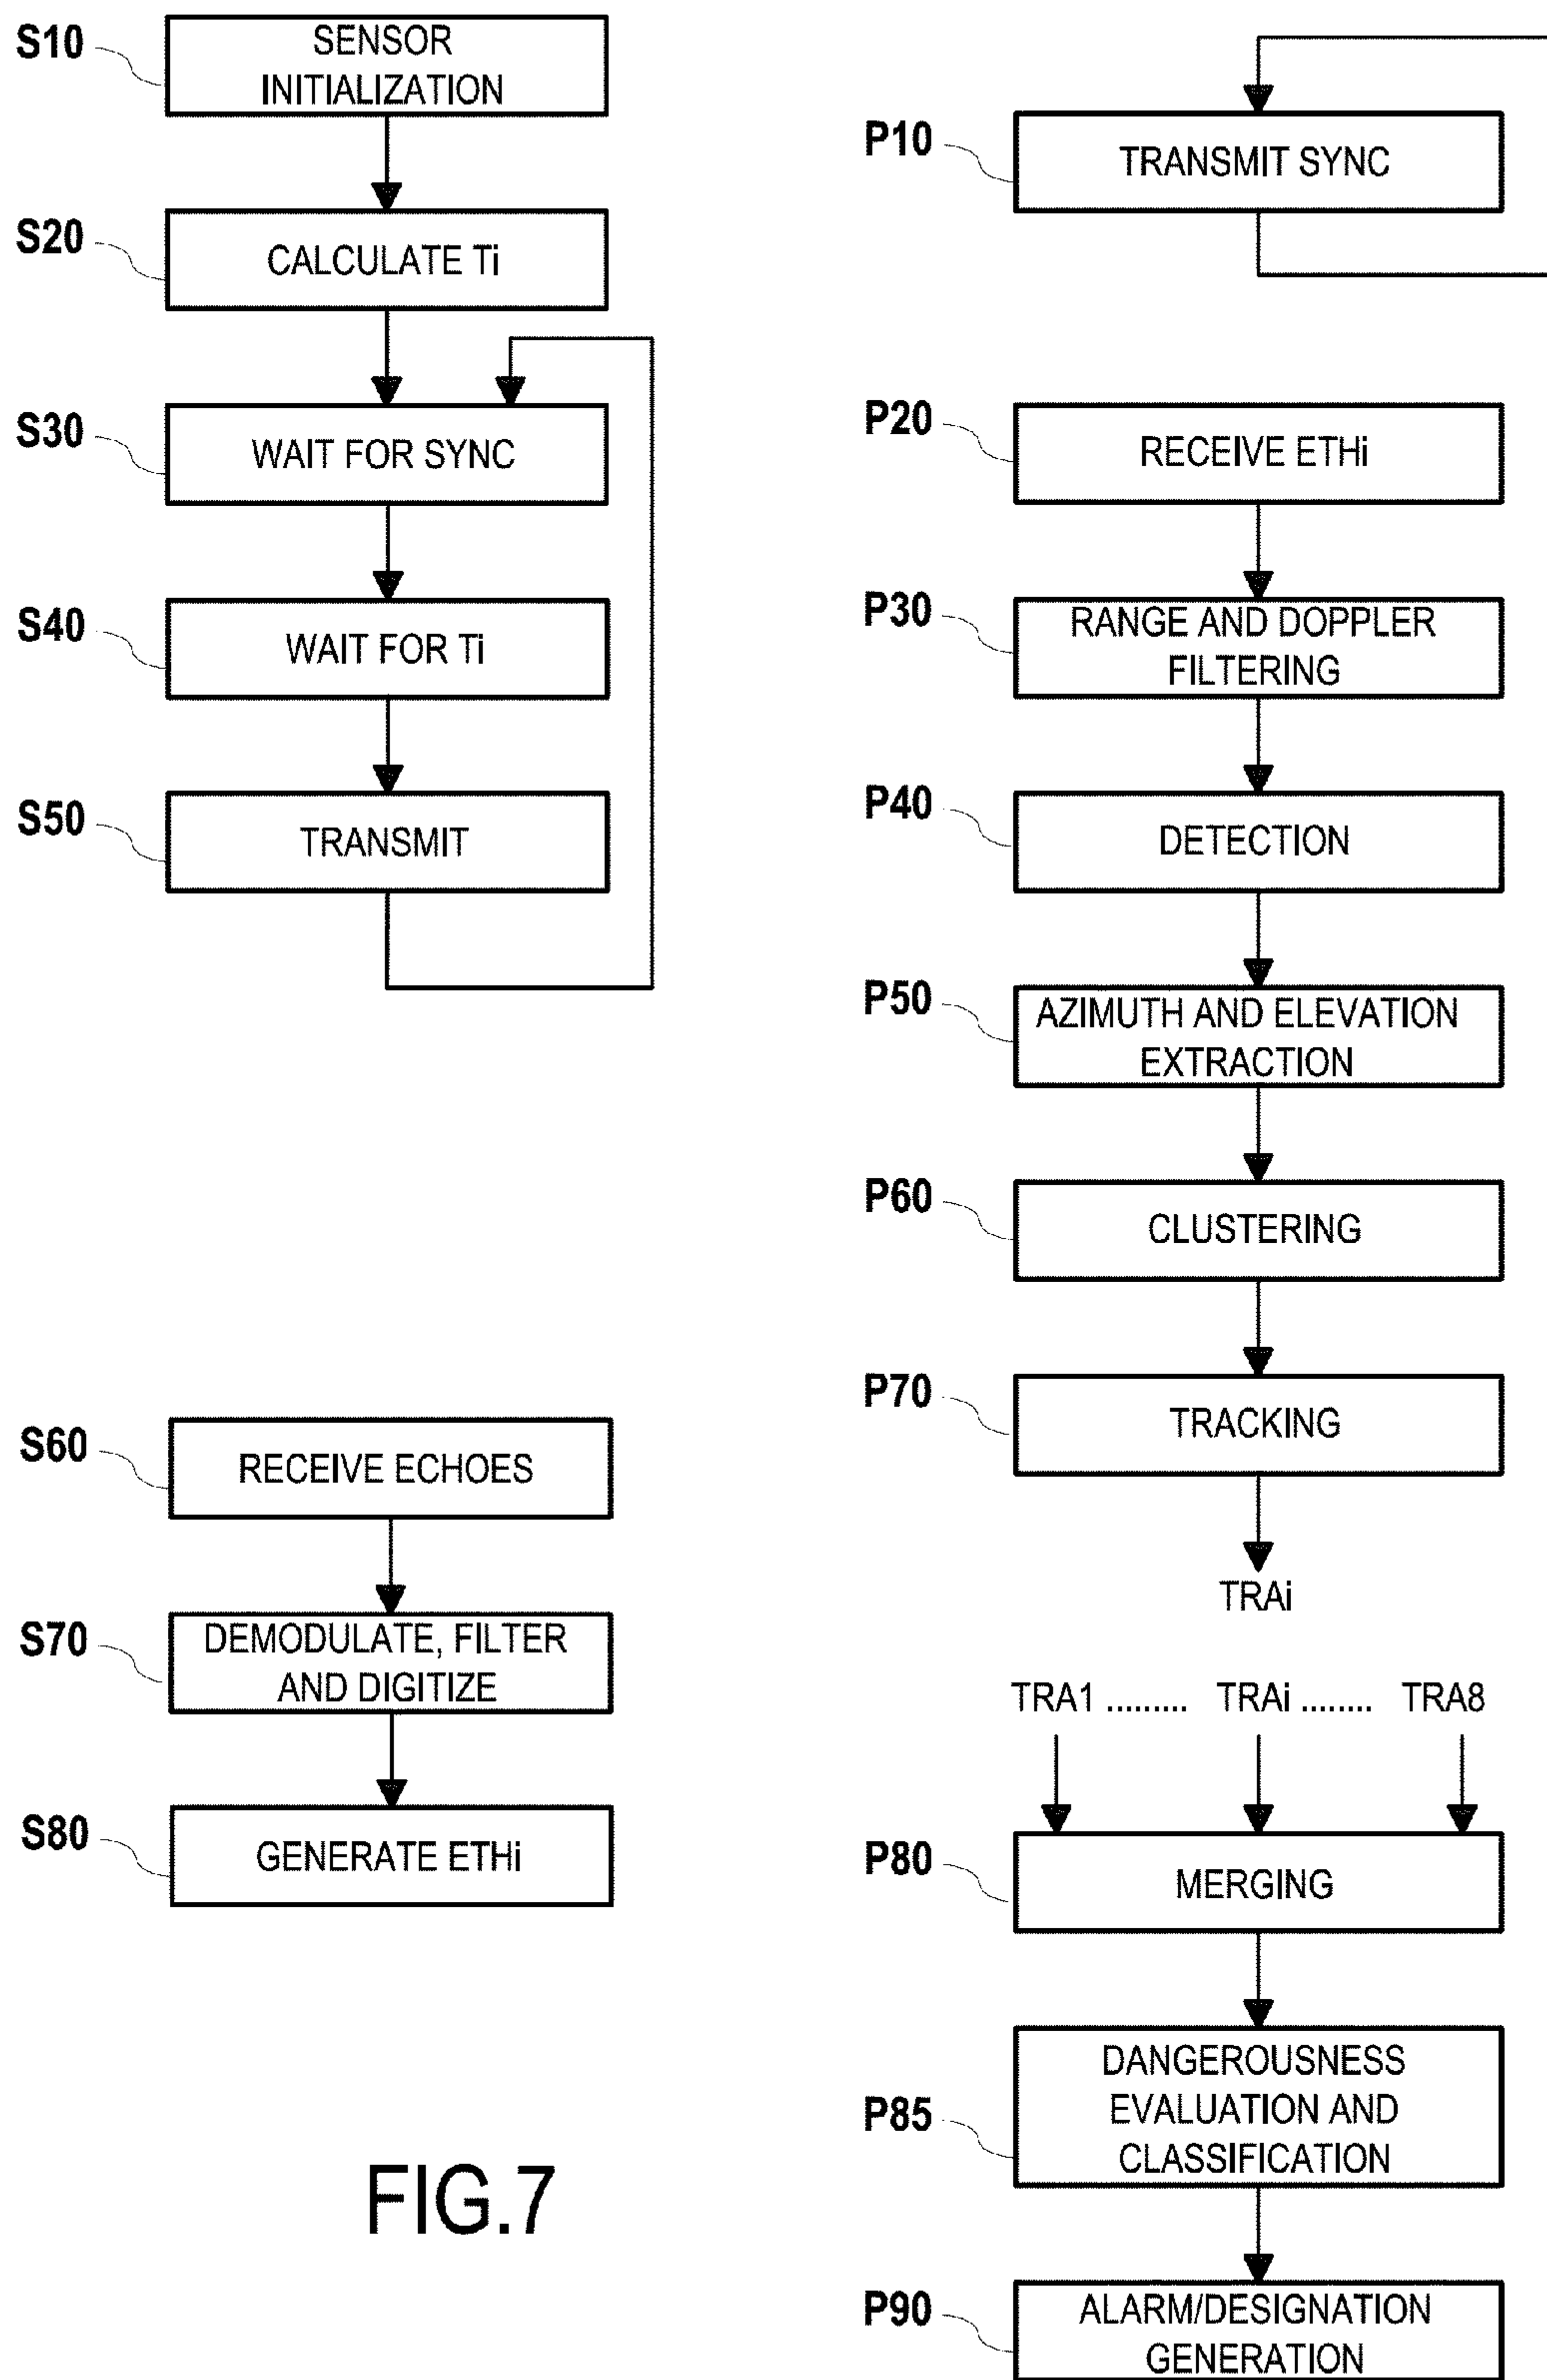 S10
SENSOR
INITIALIZATION
S20
CALCULATE Ti
S30
WAIT FOR SYNC
S40
WAIT FOR Ti
S50
TRANSMIT
S60
RECEIVE ECHOES
S70
DEMODULATE, FILTER
AND DIGITIZE
S80
GENERATE ETHi
FIG.7
P10
TRANSMIT SYNC
P20
RECEIVE ETHi
P30
RANGE AND DOPPLER
FILTERING
P40
DETECTION
P50
AZIMUTH AND ELEVATION
EXTRACTION
P60
CLUSTERING
P70
TRACKING
TRAi
TRA1 ......... TRAi ........ TRA8
P80
MERGING
P85
DANGEROUSNESS
EVALUATION AND
CLASSIFICATION
P90
ALARM/DESIGNATION
GENERATION